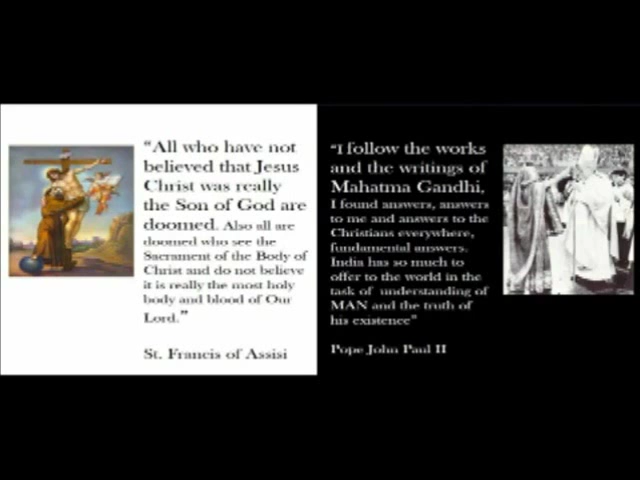 “All who have not
believed that Jesus
Christ was really
the Son of God are
doomed. Also all are
doomed who see the
Sacrament of the Body of
Christ and do not believe
it is really the most holy
body and blood of Our
Lord.”
St. Francis of Assisi
“I follow the works
and the writings of
Mahatma Gandhi,
I found answers, answers
to me and answers to the
Christians everywhere,
fundamental answers.
India has so much to
offer to the world in the
task of understanding of
MAN and the truth of
his existence”
Pope John Paul II